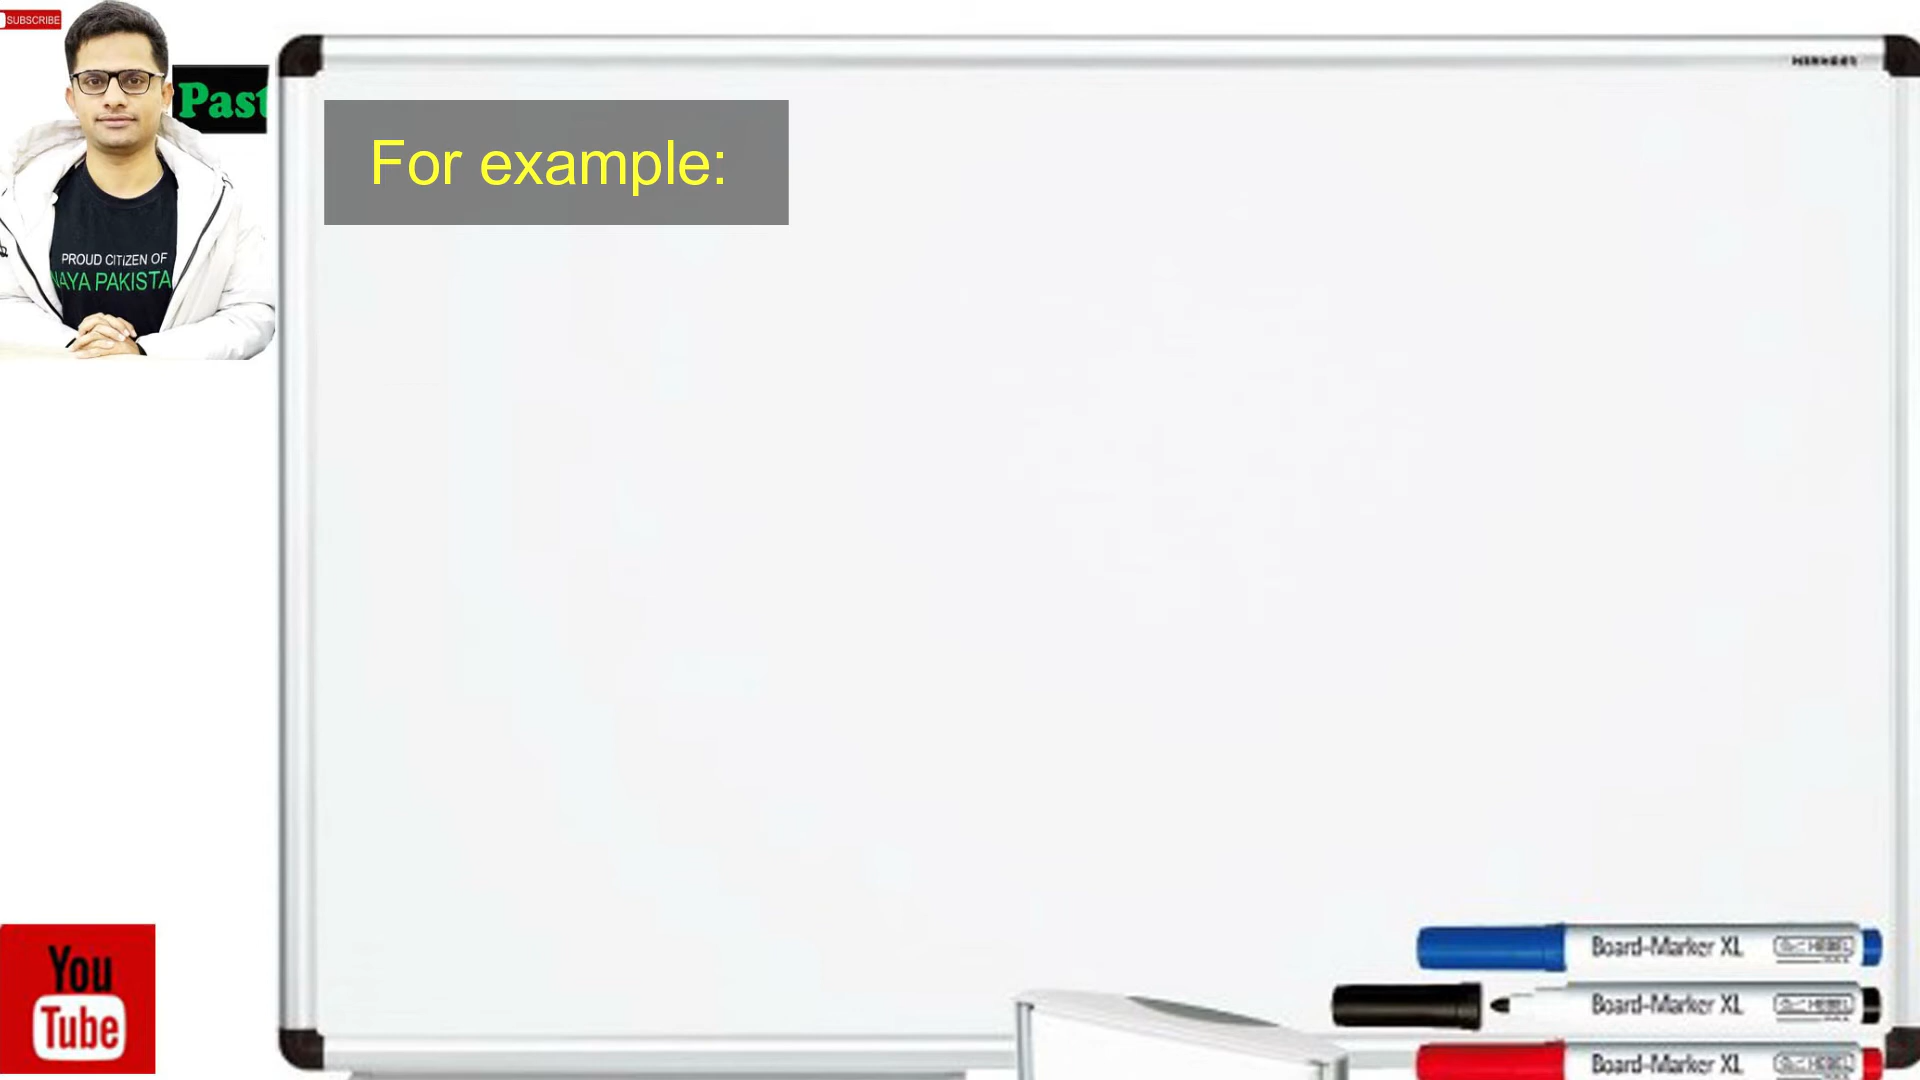 SUBSCRIBE
Past
For example:
PROUD CITIZEN OF
NAYA PAKISTA
You
Tube
Board-Marker XL
Board-Marker XL
Board-Marker XL